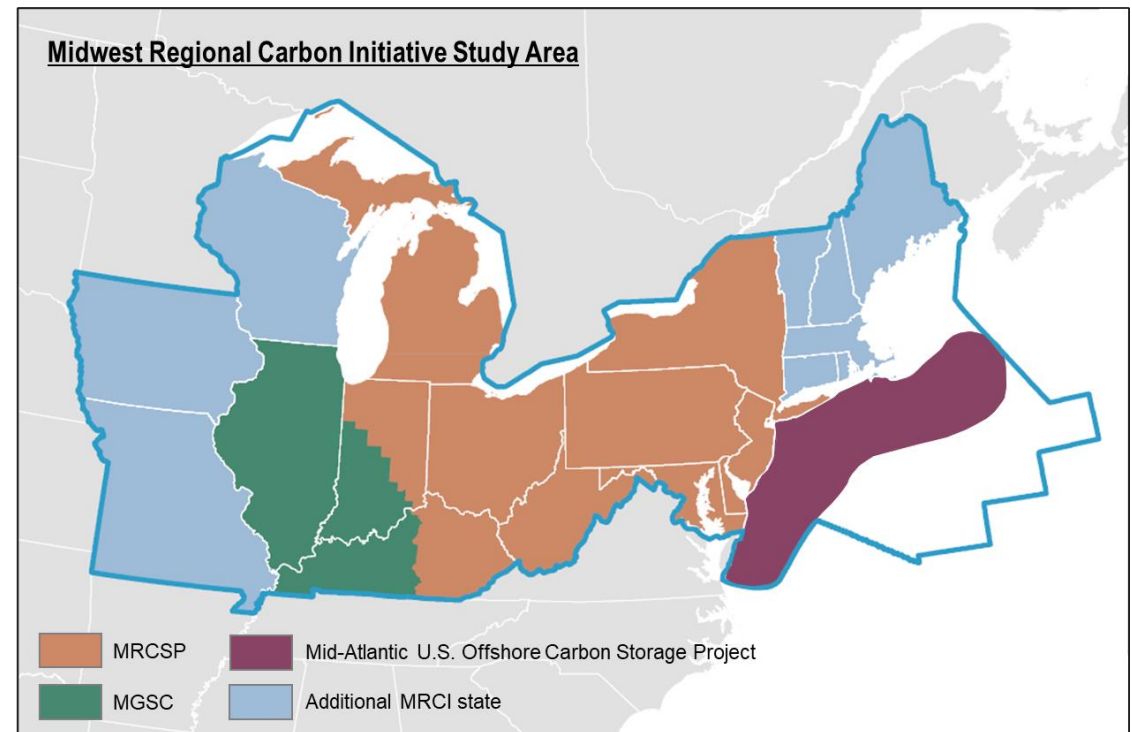 Midwest Regional Carbon Initiative Study Area
MRCSP
Mid-Atlantic U.S. Offshore Carbon Storage Project
MGSC
Additional MRCI state